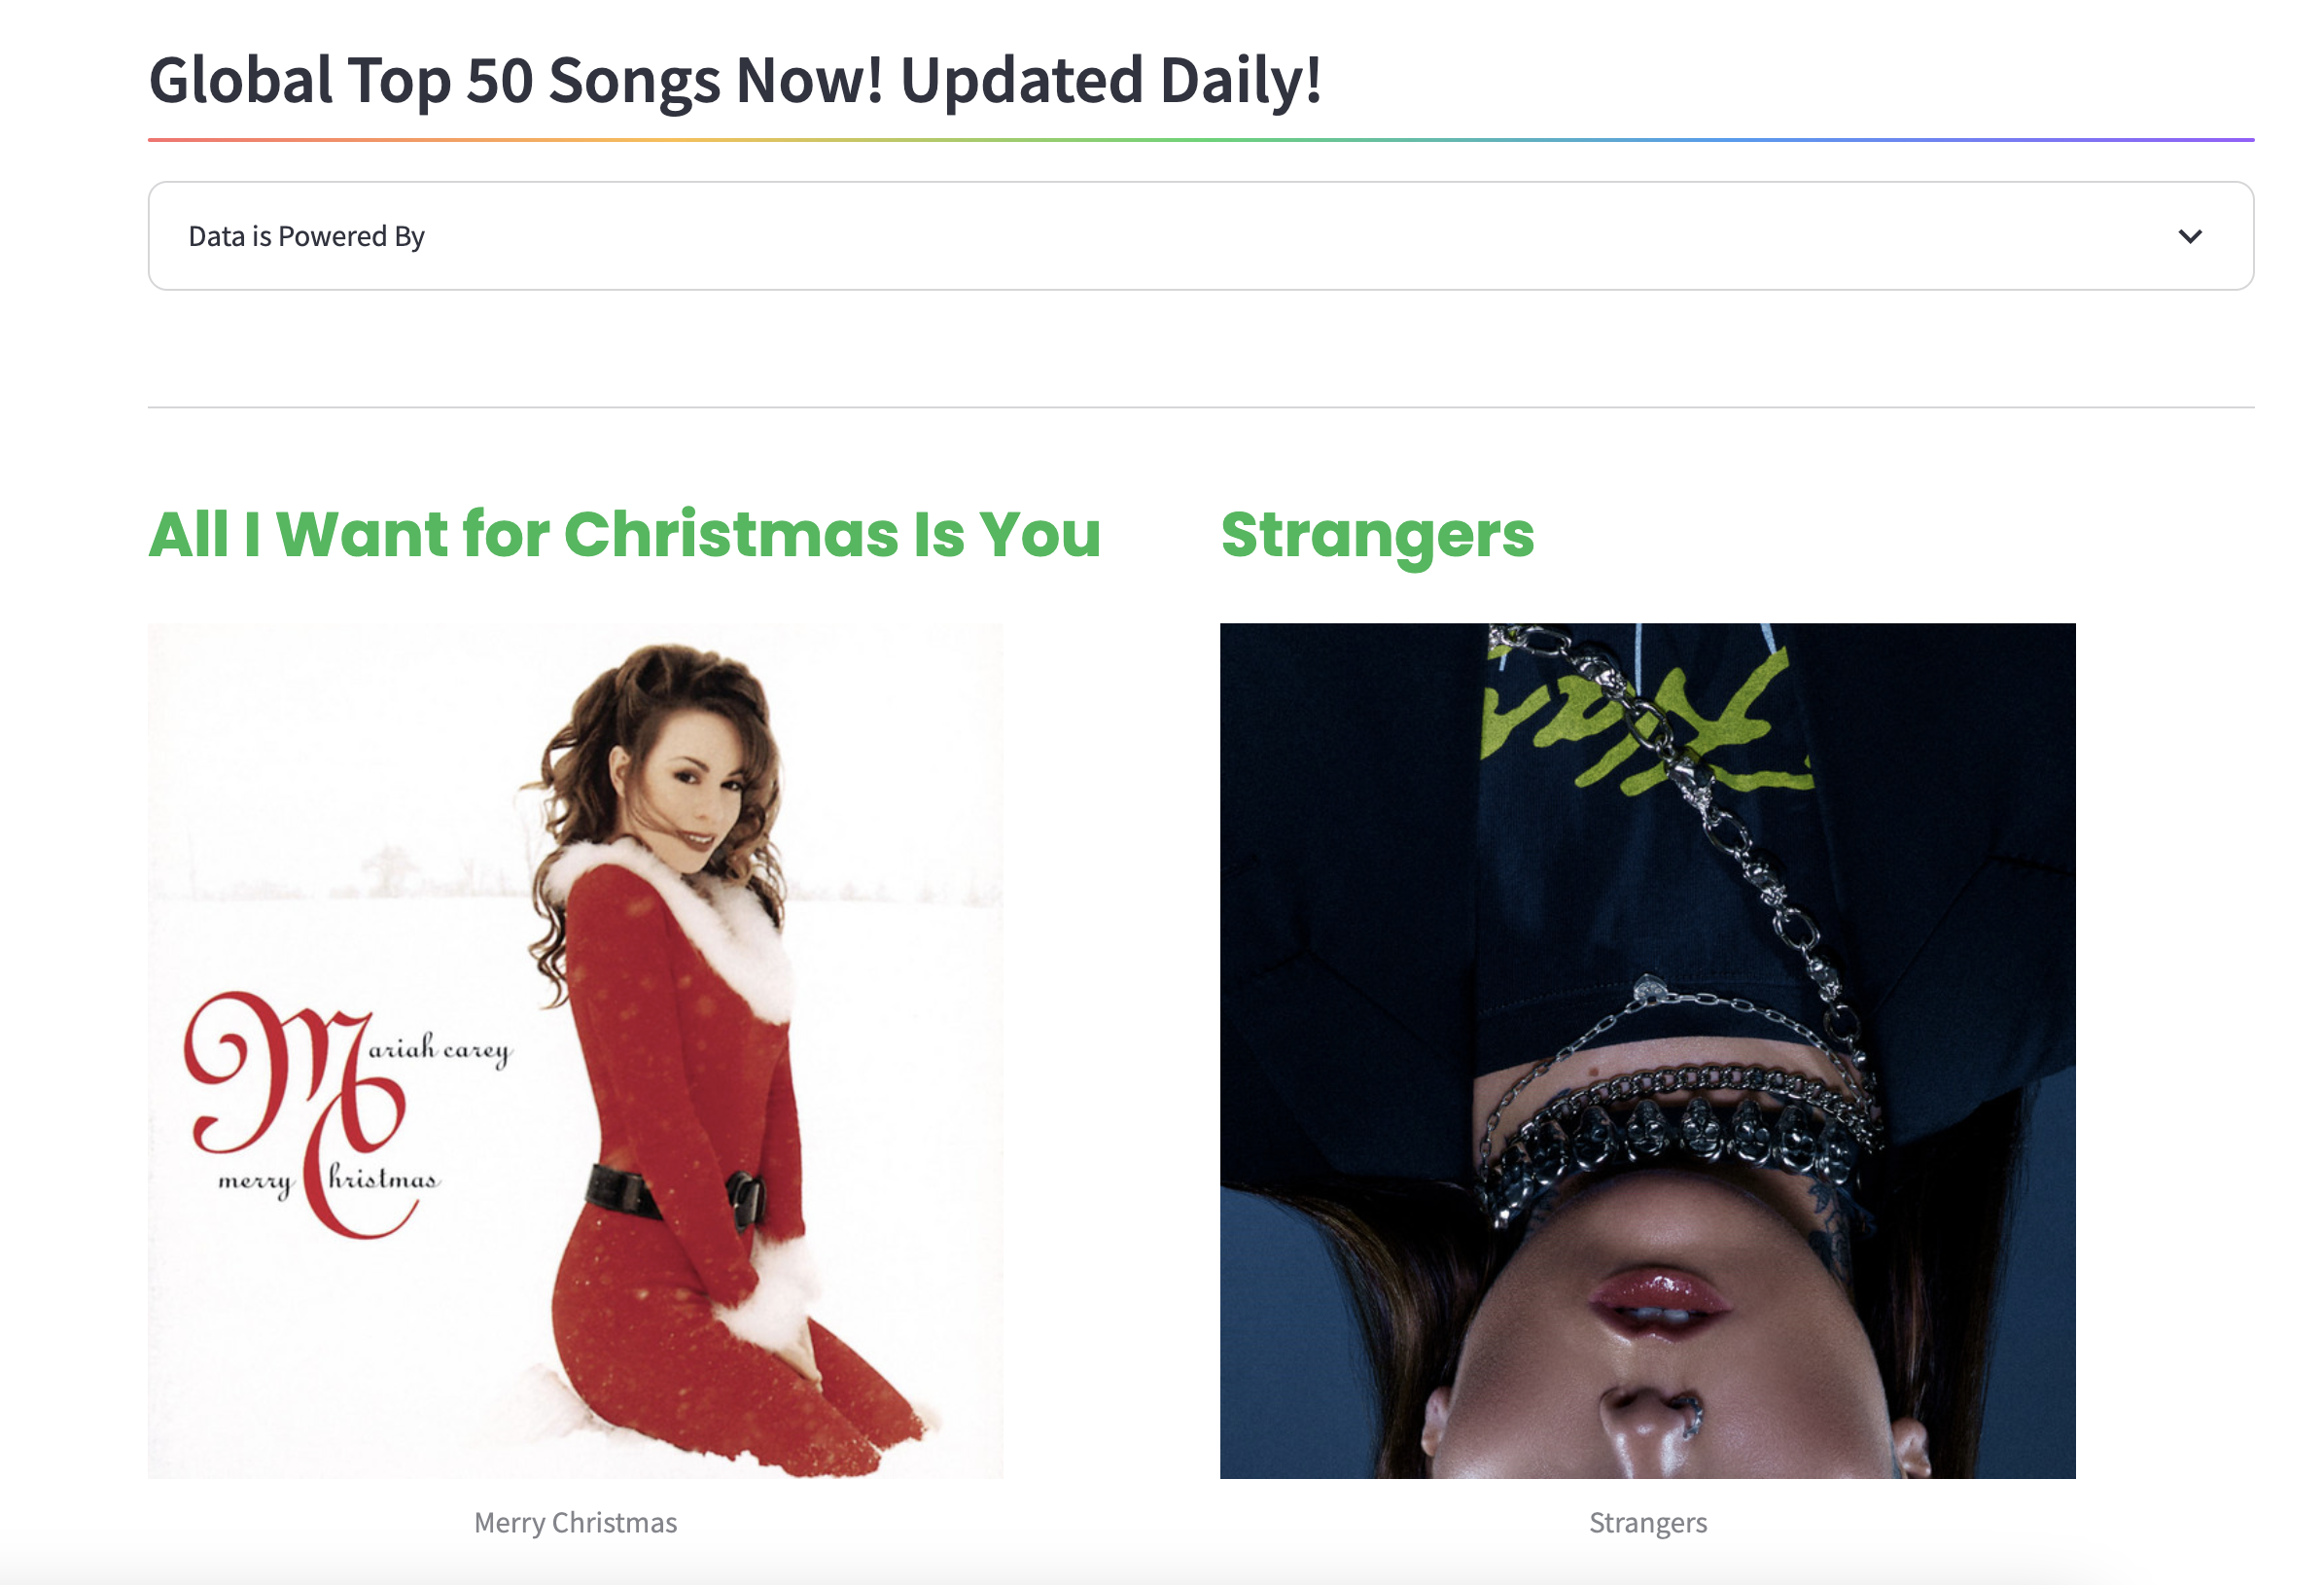 Global Top 50 Songs Now! Updated Daily!
Data is Powered By
All I Want for Christmas Is You
Strangers
Mariah carey
merry Christmas
Merry Christmas
Strangers